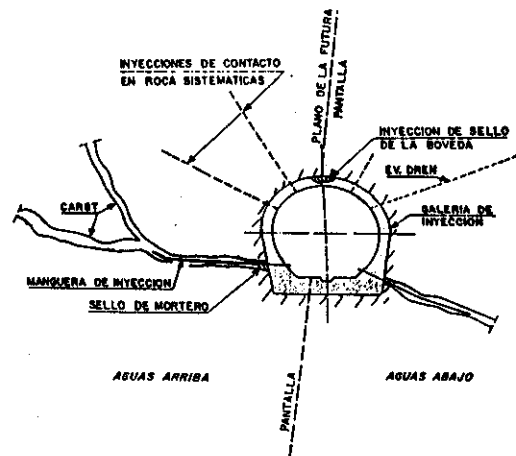 INYECCIONES DE CONTACTO
EN ROCA SISTEMATICAS
PLANO DE LA FUTURA
PANTALLA
INYECCION DE SELLO
DE LA BOVEDA
EV. DREN
CARST
GALERIA DE
INYECCION
MANGUERA DE INYECCION
SELLO DE MORTERO
AGUAS ARRIBA
PANTALLA
AGUAS ABAJO